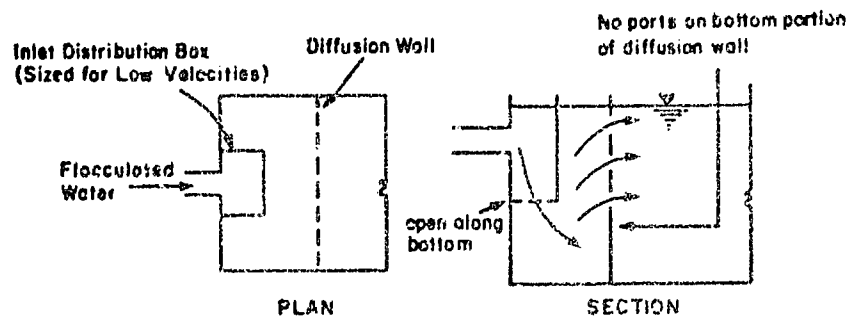 No ports on bottom portion
of diffusion wall
Inlet Distribution Box
(Sized for Low Velocities)
Diffusion Wall
Flocculated
Water
open along
bottom
PLAN
SECTION